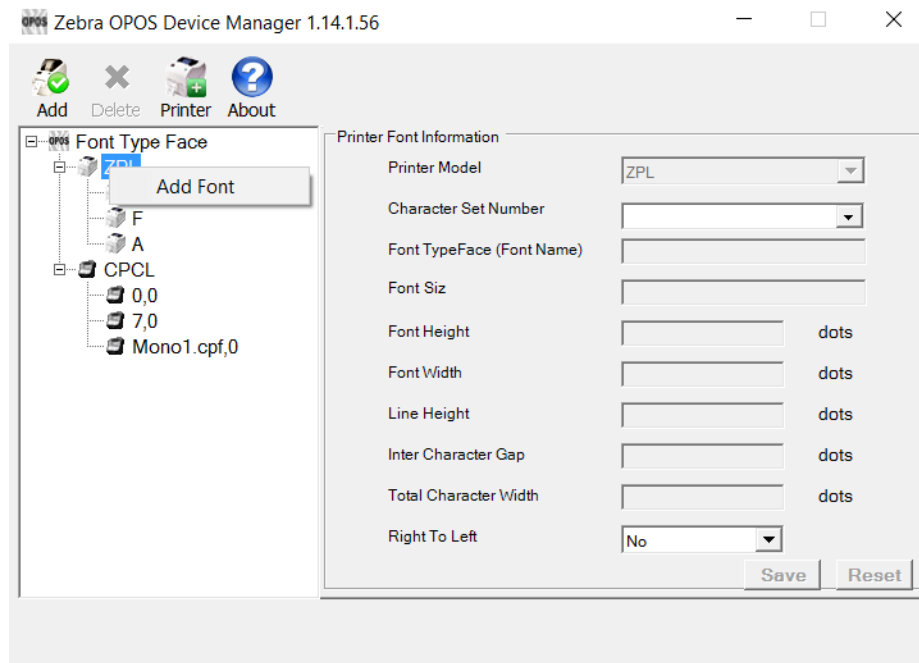 Zebra OPOS Device Manager 1.14.1.56
Add Delete Printer About
OPOS Font Type Face
ZPL
Add Font
F
A
CPCL
0,0
7,0
Mono1.cpf,0
Printer Font Information
Printer Model ZPL
Character Set Number
Font TypeFace (Font Name)
Font Siz
Font Height dots
Font Width dots
Line Height dots
Inter Character Gap dots
Total Character Width dots
Right To Left No
Save Reset